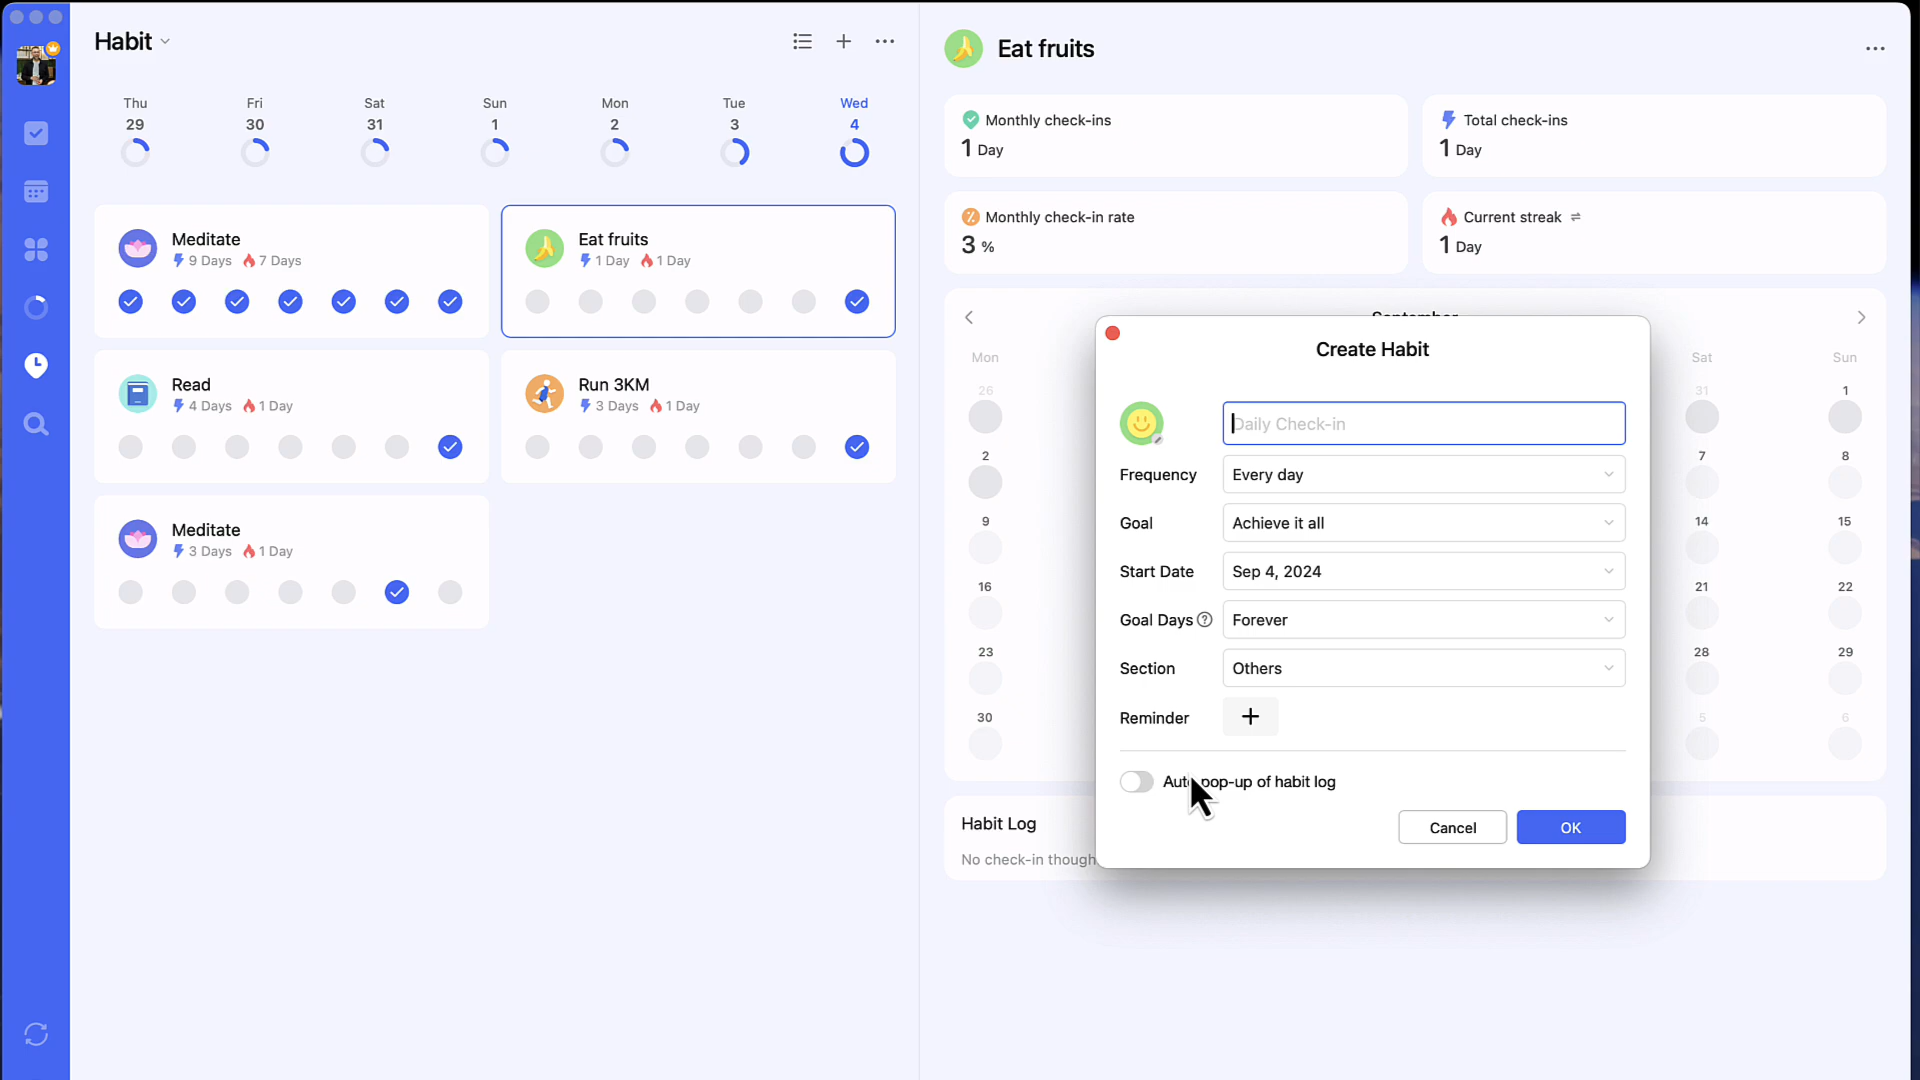 Habit
Thu
Fri
Sat
Sun
Mon
Tue
Wed
29
30
31
1
2
3
4
Meditate
9 Days 7 Days
Eat fruits
1 Day 1 Day
Read
4 Days 1 Day
Run 3KM
3 Days 1 Day
Meditate
3 Days 1 Day
Eat fruits
Monthly check-ins
1 Day
Total check-ins
1 Day
Monthly check-in rate
3 %
Current streak
1 Day
September
Mon
Sat
Sun
26
31
1
2
7
8
9
14
15
16
21
22
23
28
29
30
5
6
Habit Log
No check-in though
Create Habit
Daily Check-in
Frequency
Every day
Goal
Achieve it all
Start Date
Sep 4, 2024
Goal Days ?
Forever
Section
Others
Reminder
+
Auto pop-up of habit log
Cancel
OK